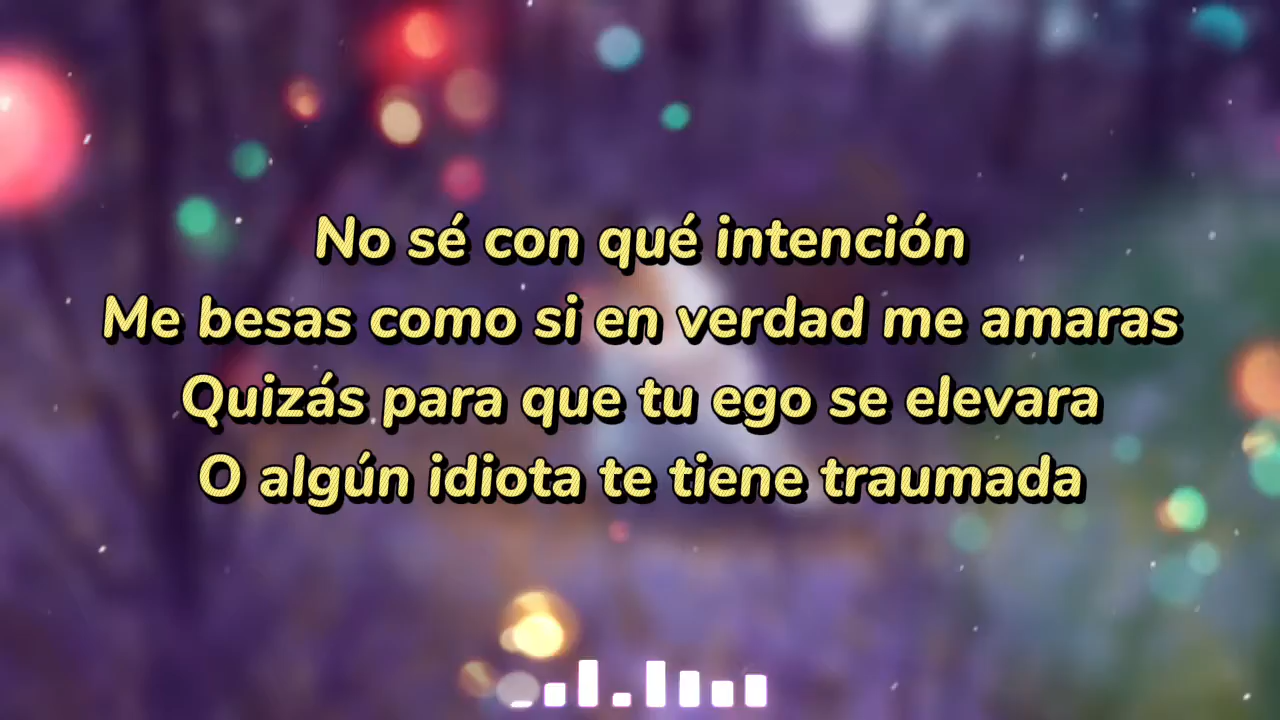 No sé con qué intención
Me besas como si en verdad me amaras
Quizás para que tu ego se elevara
O algún idiota te tiene traumada